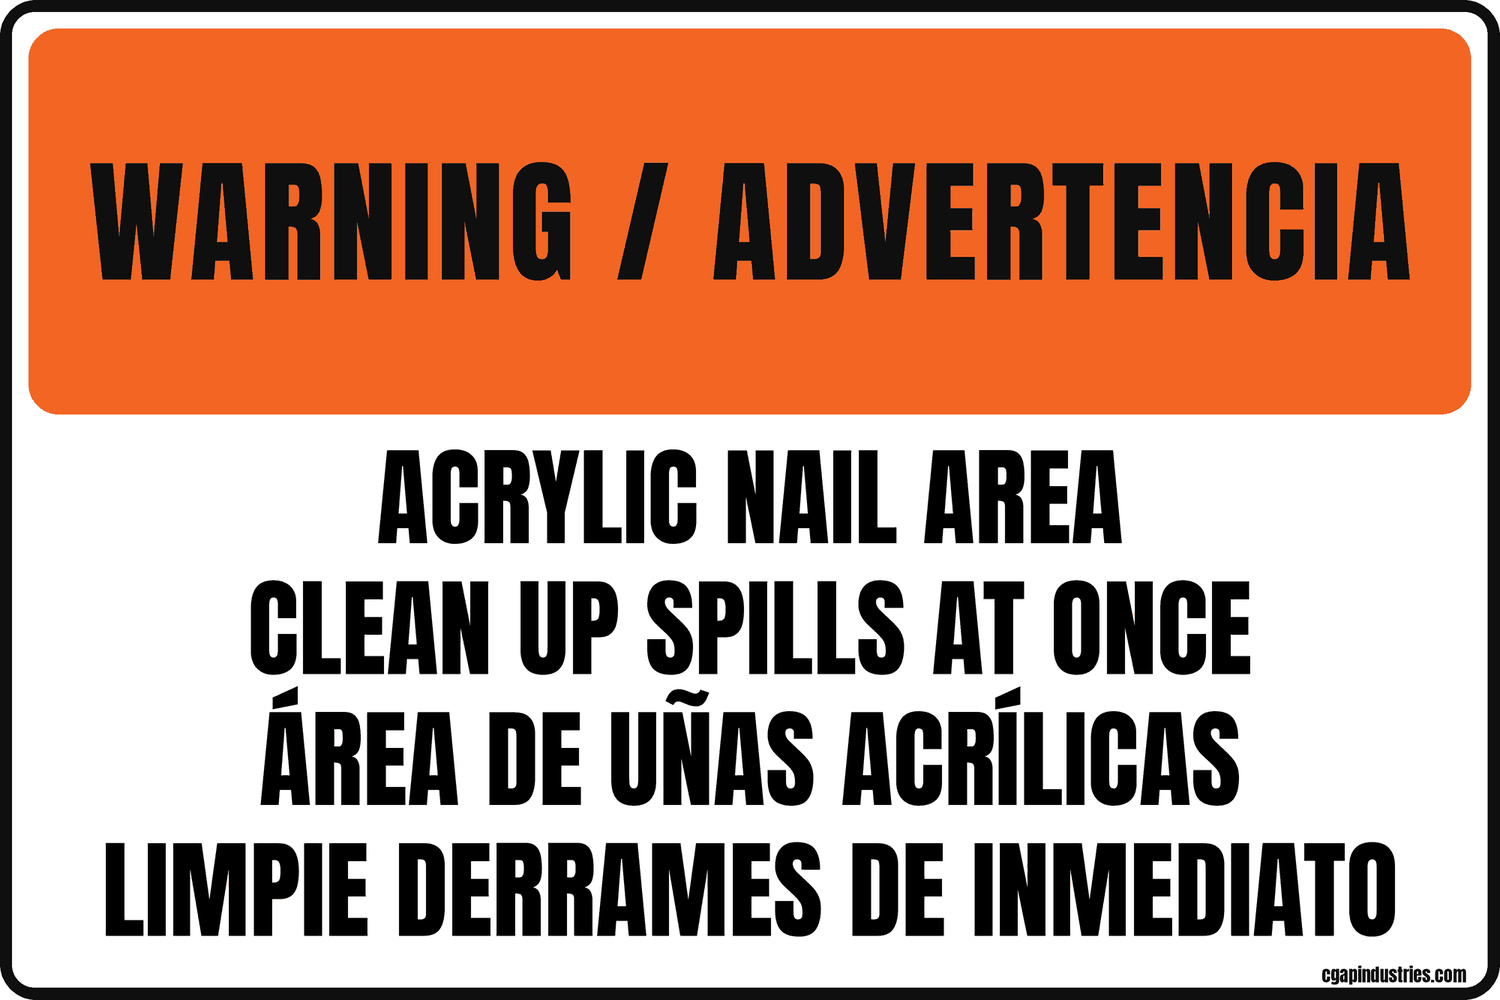 WARNING / ADVERTENCIA
ACRYLIC NAIL AREA
CLEAN UP SPILLS AT ONCE
ÁREA DE UÑAS ACRÍLICAS
LIMPIE DERRAMES DE INMEDIATO
cgapindustries.com